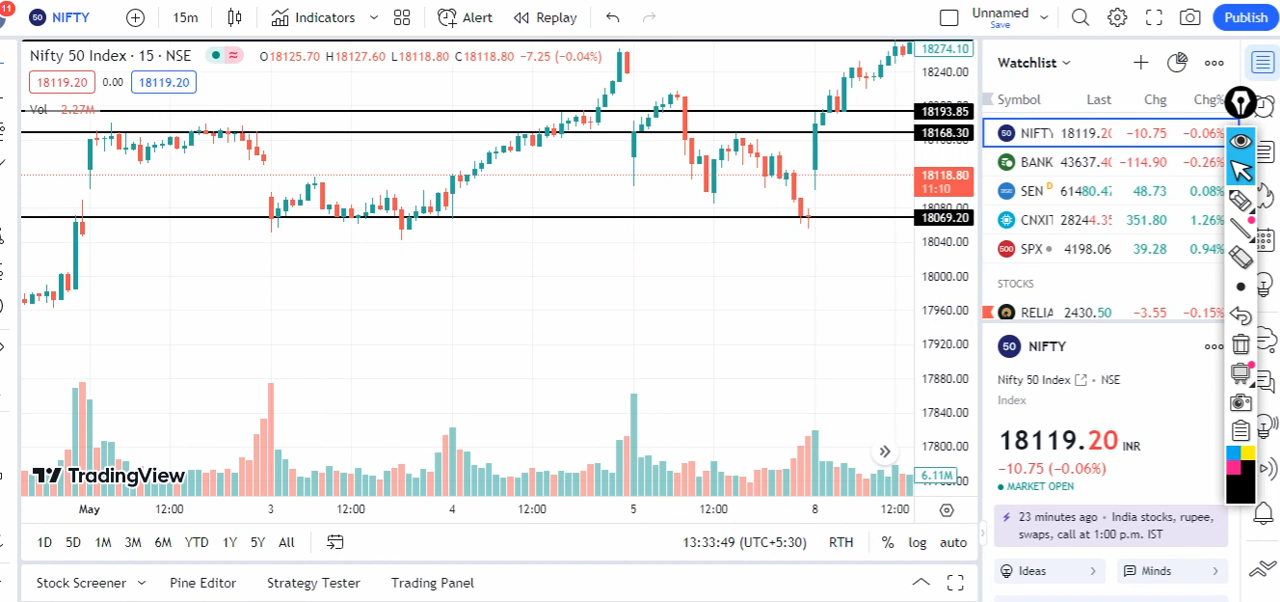 11
50 NIFTY 15m Indicators Alert Replay Unnamed Save Publish
Nifty 50 Index · 15 · NSE ≈ O18125.70 H18127.60 L18118.80 C18118.80 −7.25 (−0.04%)
18119.20 0.00 18119.20
Vol 2.27M
18274.10
18240.00
18193.85
18168.30
18118.80
11:10
18080.00
18069.20
18040.00
18000.00
17960.00
17920.00
17880.00
17840.00
17800.00
6.11M
TradingView
May 12:00 3 12:00 4 12:00 5 12:00 8 12:00
1D 5D 1M 3M 6M YTD 1Y 5Y All 13:33:49 (UTC+5:30) RTH % log auto
Stock Screener Pine Editor Strategy Tester Trading Panel
Watchlist
Symbol Last Chg Chg%
50 NIFTY 18119.20 −10.75 −0.06%
BANK 43637.40 −114.90 −0.26%
SEN D 61480.47 48.73 0.08%
CNXIT 28244.35 351.80 1.26%
500 SPX 4198.06 39.28 0.94%
STOCKS
RELIA 2430.50 −3.55 −0.15%
50 NIFTY
Nifty 50 Index · NSE
Index
18119.20 INR
−10.75 (−0.06%)
MARKET OPEN
23 minutes ago · India stocks, rupee,
swaps, call at 1:00 p.m. IST
Ideas Minds